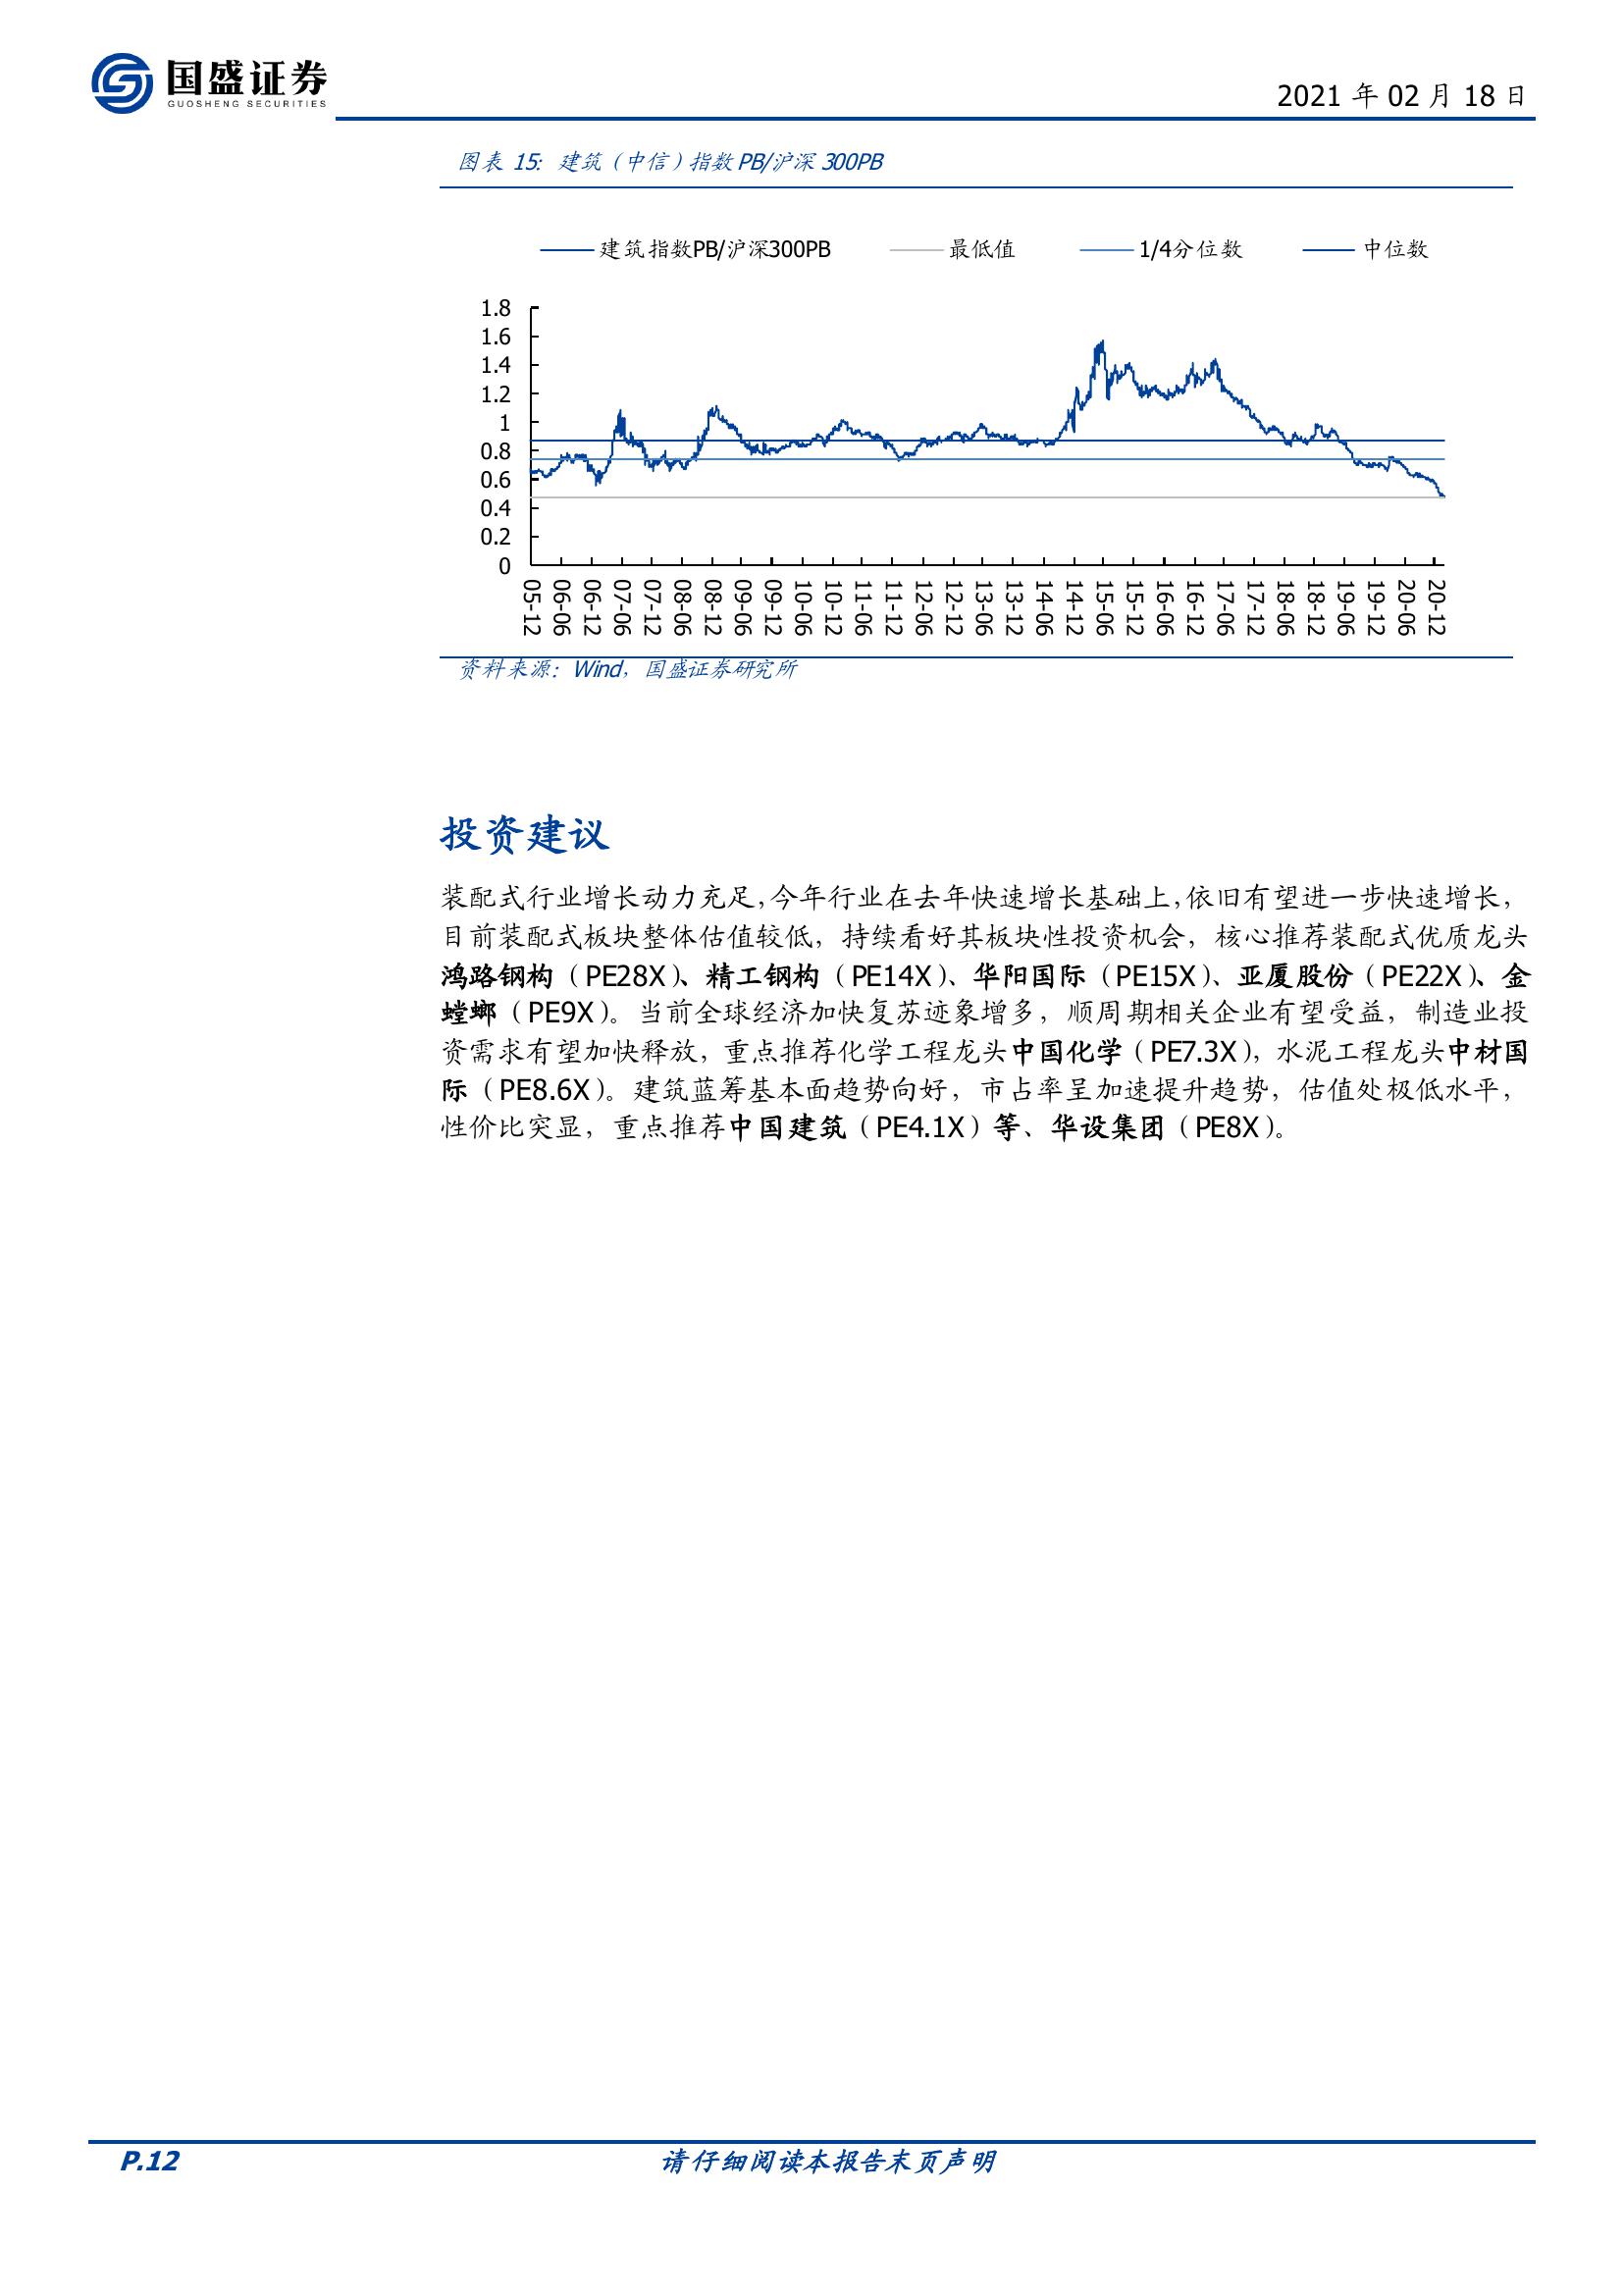 国盛证券
GUOSHENG SECURITIES
2021 年 02 月 18 日
图表 15: 建筑（中信）指数 PB/沪深 300PB
建筑指数PB/沪深300PB
最低值
1/4分位数
中位数
1.8
1.6
1.4
1.2
1
0.8
0.6
0.4
0.2
0
05-12
06-06
06-12
07-06
07-12
08-06
08-12
09-06
09-12
10-06
10-12
11-06
11-12
12-06
12-12
13-06
13-12
14-06
14-12
15-06
15-12
16-06
16-12
17-06
17-12
18-06
18-12
19-06
19-12
20-06
20-12
资料来源：Wind，国盛证券研究所
投资建议
装配式行业增长动力充足，今年行业在去年快速增长基础上，依旧有望进一步快速增长，
目前装配式板块整体估值较低，持续看好其板块性投资机会，核心推荐装配式优质龙头
鸿路钢构（PE28X）、精工钢构（PE14X）、华阳国际（PE15X）、亚厦股份（PE22X）、金
螳螂（PE9X）。当前全球经济加快复苏迹象增多，顺周期相关企业有望受益，制造业投
资需求有望加快释放，重点推荐化学工程龙头中国化学（PE7.3X），水泥工程龙头中材国
际（PE8.6X）。建筑蓝筹基本面趋势向好，市占率呈加速提升趋势，估值处极低水平，
性价比突显，重点推荐中国建筑（PE4.1X）等、华设集团（PE8X）。
P.12
请仔细阅读本报告末页声明